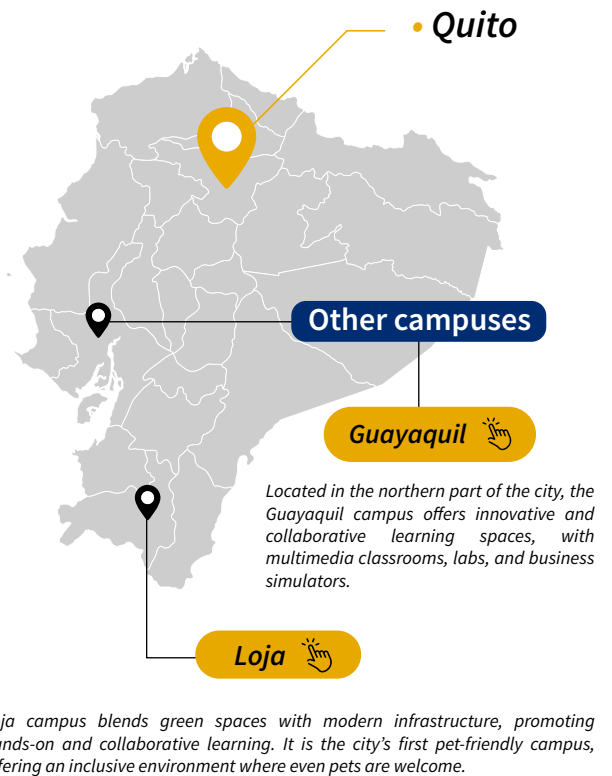 • Quito
Other campuses
Guayaquil
Located in the northern part of the city, the
Guayaquil campus offers innovative and
collaborative learning spaces, with
multimedia classrooms, labs, and business
simulators.
Loja
campus blends green spaces with modern infrastructure, promoting
and collaborative learning. It is the city's first pet-friendly campus,
an inclusive environment where even pets are welcome.